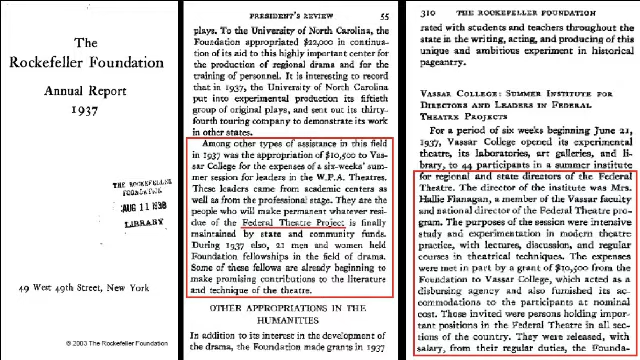 The
Rockefeller Foundation
Annual Report
1937
THE ROCKEFELLER
FOUNDATION
AUG 11 1938
LIBRARY
49 West 49th Street, New York
© 2003 The Rockefeller Foundation
PRESIDENT'S REVIEW 55
plays. To the University of North Carolina, the
Foundation appropriated $22,000 in continua-
tion of its aid to this highly important center for
the production of regional drama and for the
training of personnel. It is interesting to record
that in 1937, the University of North Carolina
put into experimental production its fiftieth
group of original plays, and sent out its thirty-
fourth touring company to demonstrate its work
in other states.
Among other types of assistance in this field
in 1937 was the appropriation of $10,500 to Vas-
sar College for the expenses of a six-weeks' sum-
mer session for leaders in the W.P.A. Theatres.
These leaders came from academic centers as
well as from the professional stage. They are the
people who will make permanent whatever resi-
due of the Federal Theatre Project is finally
maintained by state and community funds.
During 1937 also, 21 men and women held
Foundation fellowships in the field of drama.
Some of these fellows are already beginning to
make promising contributions to the literature
and technique of the theatre.
OTHER APPROPRIATIONS IN THE
HUMANITIES
In addition to its interest in the development of
the drama, the Foundation made grants in 1937
310 THE ROCKEFELLER FOUNDATION
rated with students and teachers throughout the
state in the writing, acting, and producing of this
unique and ambitious experiment in historical
pageantry.
VASSAR COLLEGE: SUMMER INSTITUTE FOR
DIRECTORS AND LEADERS IN FEDERAL
THEATRE PROJECTS
For a period of six weeks beginning June 21,
1937, Vassar College opened its experimental
theatre, its laboratories, art galleries, and li-
brary, to 44 participants in a summer institute
for regional and state directors of the Federal
Theatre. The director of the institute was Mrs.
Hallie Flanagan, a member of the Vassar faculty
and national director of the Federal Theatre pro-
gram. The purposes of the session were intensive
study and experimentation in modern theatre
practice, with lectures, discussion, and regular
courses in theatrical techniques. The expenses
were met in part by a grant of $10,500 from the
Foundation to Vassar College, which acted as a
disbursing agency and also furnished its ac-
commodations to the participants at nominal
cost. Those invited were persons holding impor-
tant positions in the Federal Theatre in all sec-
tions of the country. They were released, with
salary, from their regular duties, the Founda-